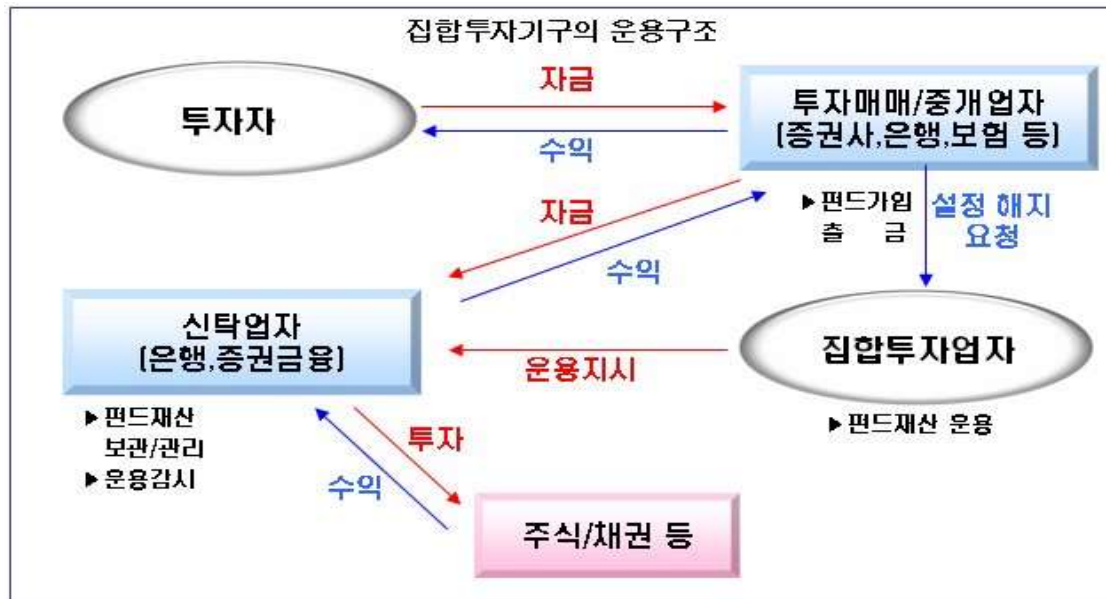 집합투자기구의 운용구조
투자자
자금
수익
투자매매/중개업자
(증권사,은행,보험 등)
▶펀드가입
출 금
설정 해지
요청
자금
수익
신탁업자
(은행,증권금융)
▶펀드재산
보관/관리
▶운용감시
운용지시
집합투자업자
▶펀드재산 운용
투자
수익
주식/채권 등